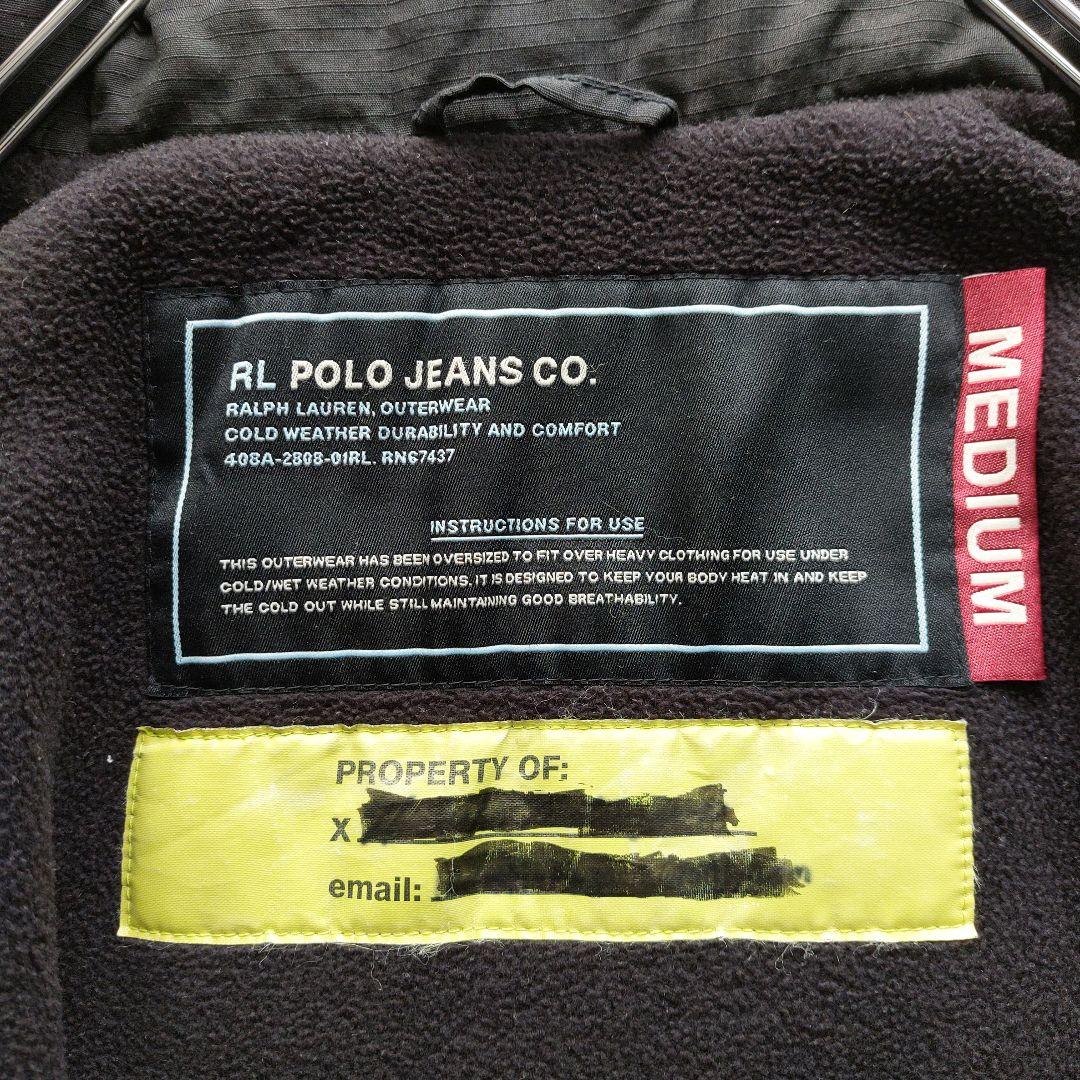 RL POLO JEANS CO.
RALPH LAUREN, OUTERWEAR
COLD WEATHER DURABILITY AND COMFORT
408A-2808-01RL. RN67437
INSTRUCTIONS FOR USE
THIS OUTERWEAR HAS BEEN OVERSIZED TO FIT OVER HEAVY CLOTHING FOR USE UNDER
COLD/WET WEATHER CONDITIONS. IT IS DESIGNED TO KEEP YOUR BODY HEAT IN AND KEEP
THE COLD OUT WHILE STILL MAINTAINING GOOD BREATHABILITY.
MEDIUM
PROPERTY OF:
X
email: